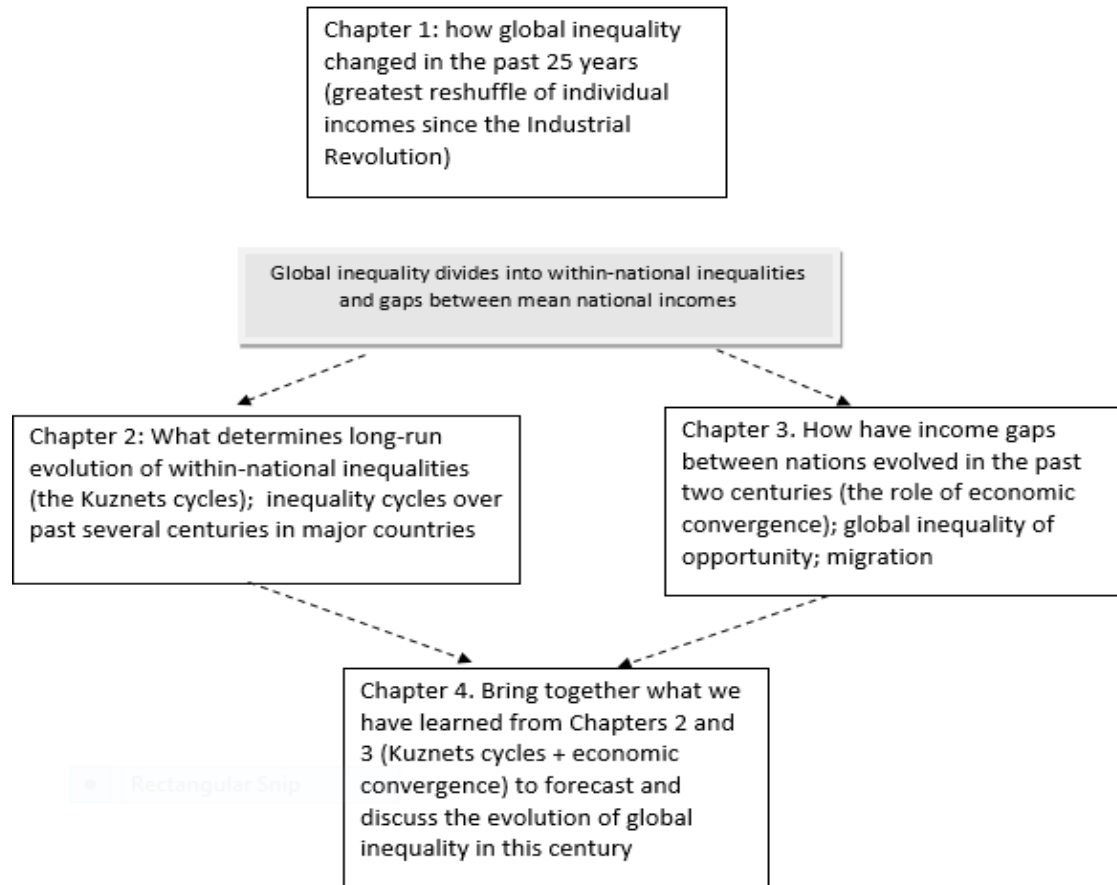 Chapter 1: how global inequality
changed in the past 25 years
(greatest reshuffle of individual
incomes since the Industrial
Revolution)
Global inequality divides into within-national inequalities
and gaps between mean national incomes
Chapter 2: What determines long-run
evolution of within-national inequalities
(the Kuznets cycles);  inequality cycles over
past several centuries in major countries
Chapter 3. How have income gaps
between nations evolved in the past
two centuries (the role of economic
convergence); global inequality of
opportunity; migration
Chapter 4. Bring together what we
have learned from Chapters 2 and
3 (Kuznets cycles + economic
convergence) to forecast and
discuss the evolution of global
inequality in this century
Rectangular Snip